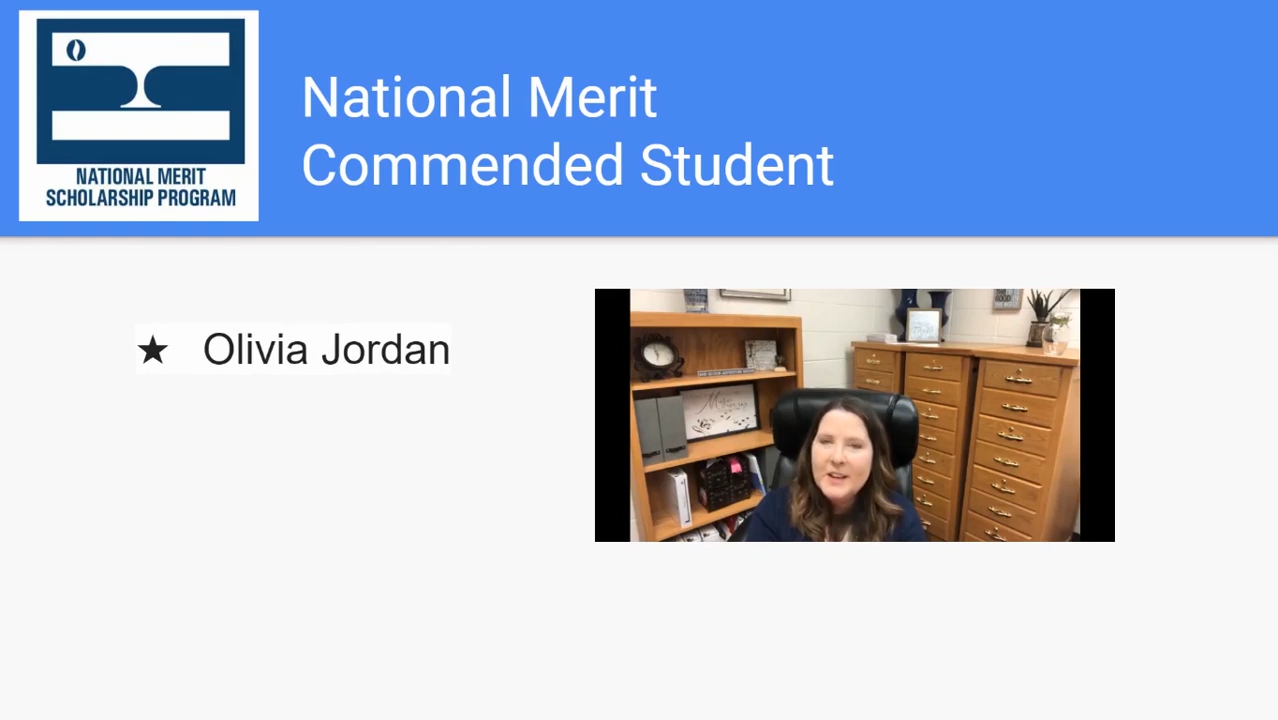 NATIONAL MERIT
SCHOLARSHIP PROGRAM
National Merit
Commended Student
★ Olivia Jordan